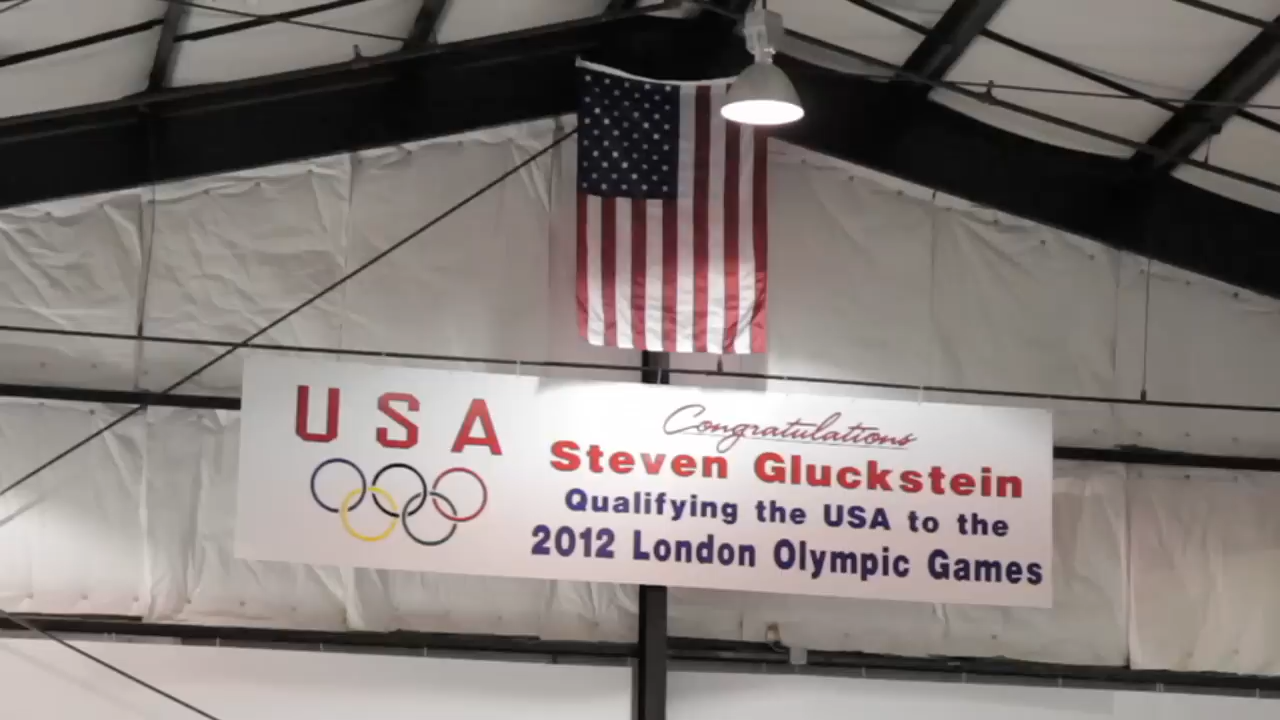 USA
Congratulations
Steven Gluckstein
Qualifying the USA to the
2012 London Olympic Games